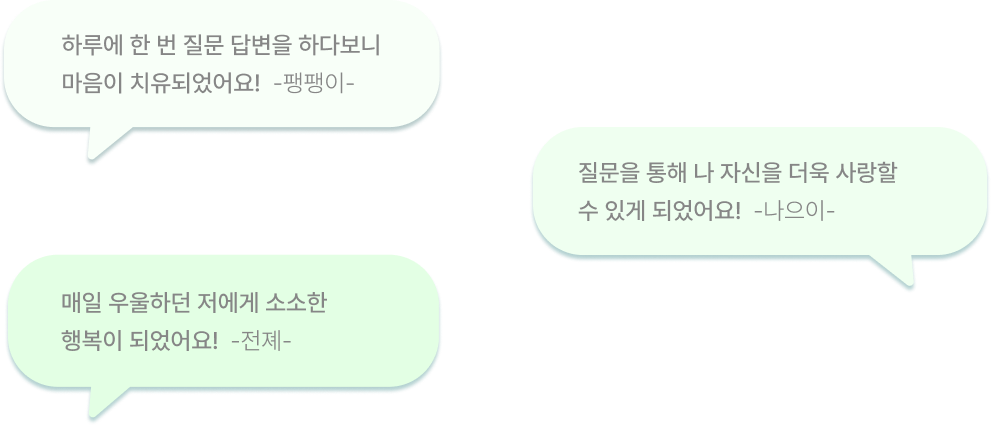 하루에 한 번 질문 답변을 하다보니
마음이 치유되었어요! -팽팽이-
질문을 통해 나 자신을 더욱 사랑할
수 있게 되었어요! -나으이-
매일 우울하던 저에게 소소한
행복이 되었어요! -전졔-